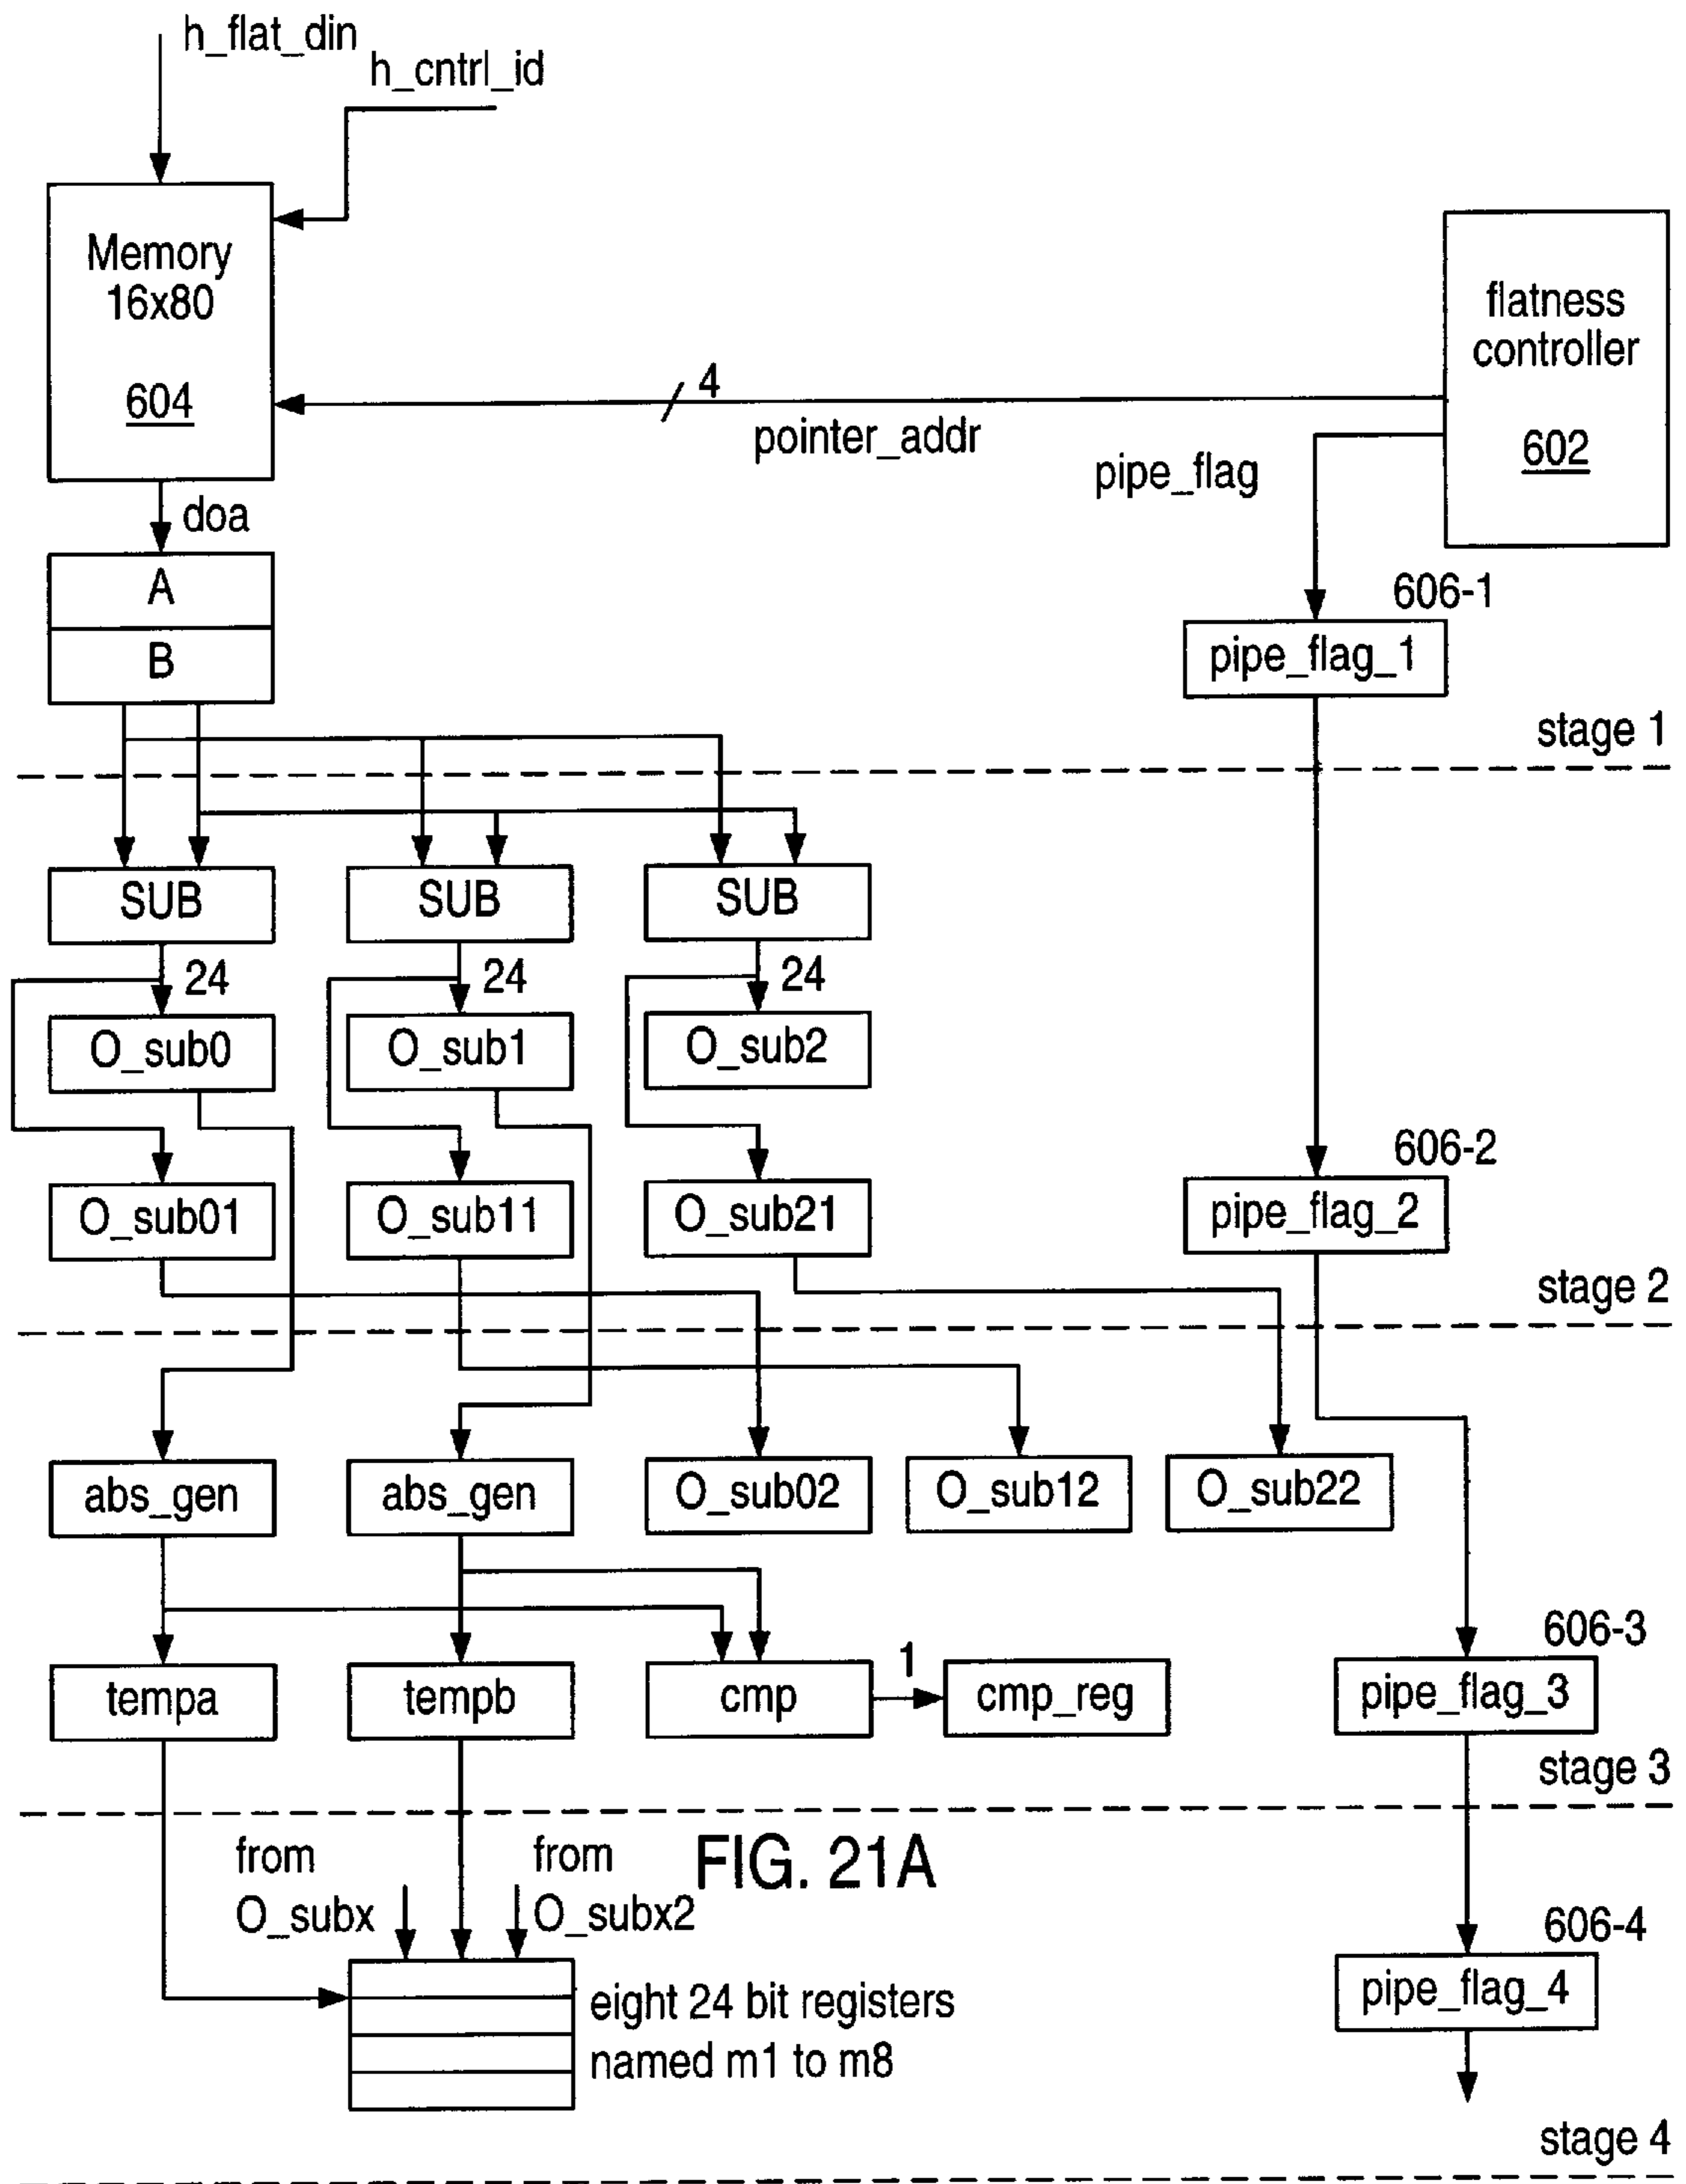 h_flat_din
h_cntrl_id
Memory
16x80
604
4
pointer_addr
flatness
controller
602
pipe_flag
doa
A
B
606-1
pipe_flag_1
stage 1
SUB
SUB
SUB
24
24
24
O_sub0
O_sub1
O_sub2
606-2
O_sub01
O_sub11
O_sub21
pipe_flag_2
stage 2
abs_gen
abs_gen
O_sub02
O_sub12
O_sub22
606-3
1
tempa
tempb
cmp
cmp_reg
pipe_flag_3
stage 3
from
O_subx
from
O_subx2
FIG. 21A
606-4
pipe_flag_4
eight 24 bit registers
named m1 to m8
stage 4